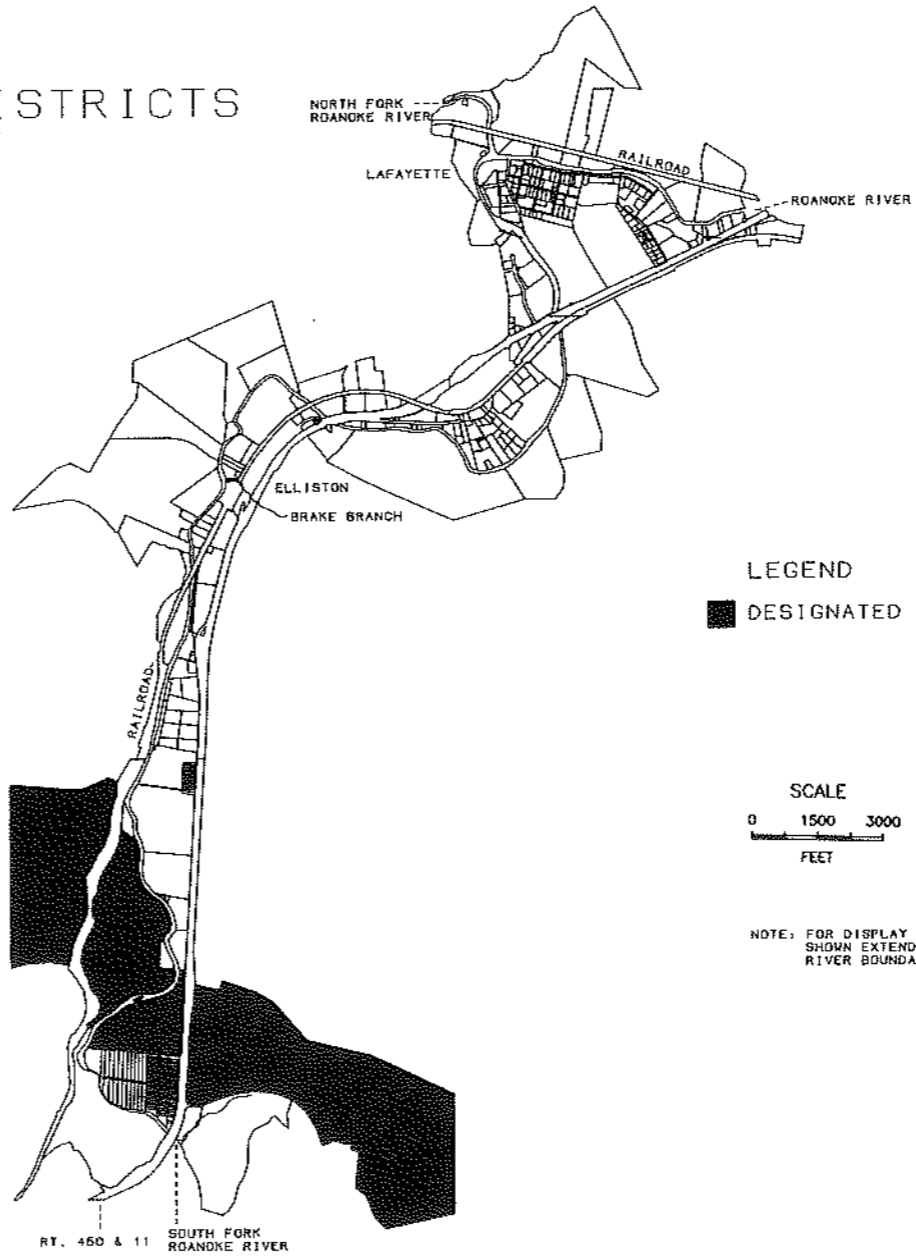 ISTRICTS
NORTH FORK
ROANOKE RIVER
LAFAYETTE
RAILROAD
ROANOKE RIVER
ELLISTON
BRAKE BRANCH
LEGEND
DESIGNATED
RAILROAD
SCALE
0 1500 3000
FEET
NOTE: FOR DISPLAY
SHOWN EXTEND
RIVER BOUNDA
RT. 460 & 11
SOUTH FORK
ROANOKE RIVER